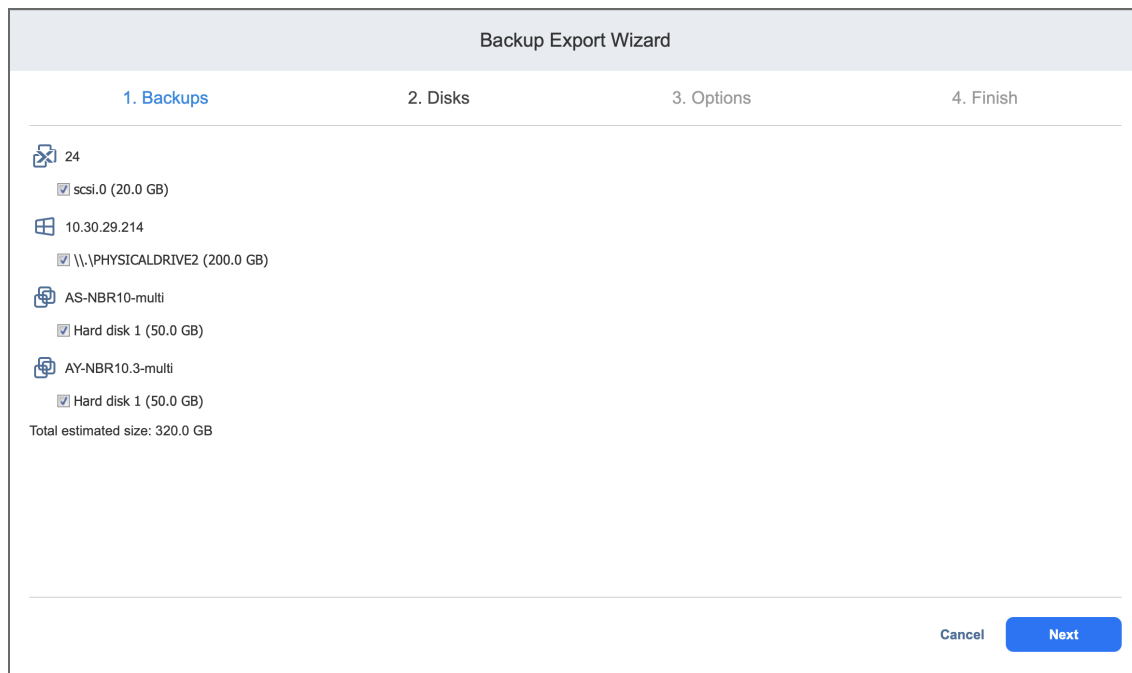 Backup Export Wizard
1. Backups 2. Disks 3. Options 4. Finish
24
scsi.0 (20.0 GB)
10.30.29.214
\\.\PHYSICALDRIVE2 (200.0 GB)
AS-NBR10-multi
Hard disk 1 (50.0 GB)
AY-NBR10.3-multi
Hard disk 1 (50.0 GB)
Total estimated size: 320.0 GB
Cancel Next